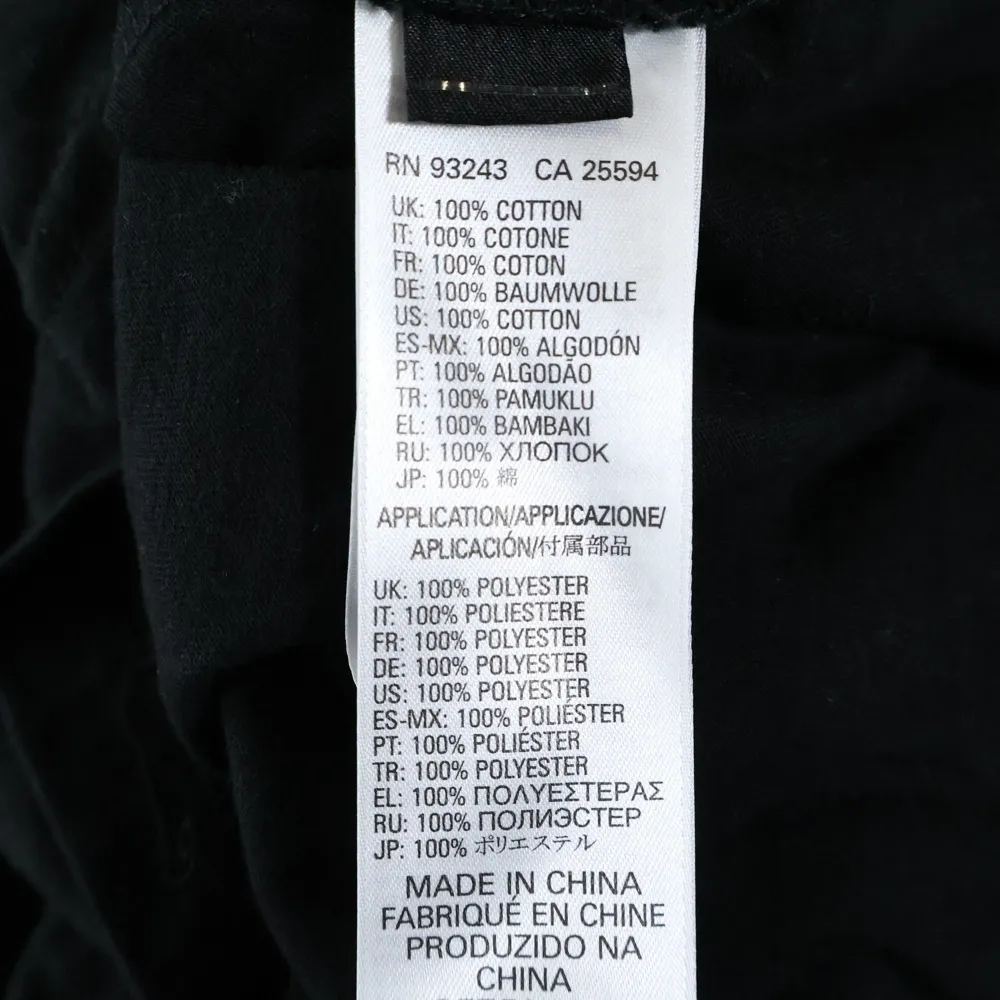 RN 93243 CA 25594
UK: 100% COTTON
IT: 100% COTONE
FR: 100% COTON
DE: 100% BAUMWOLLE
US: 100% COTTON
ES-MX: 100% ALGODÓN
PT: 100% ALGODÃO
TR: 100% PAMUKLU
EL: 100% BAMBAKI
RU: 100% ХЛОПОК
JP: 100% 綿
APPLICATION/APPLICAZIONE/
APLICACIÓN/付属部品
UK: 100% POLYESTER
IT: 100% POLIESTERE
FR: 100% POLYESTER
DE: 100% POLYESTER
US: 100% POLYESTER
ES-MX: 100% POLIÉSTER
PT: 100% POLIÉSTER
TR: 100% POLYESTER
EL: 100% ΠΟΛΥΕΣΤΕΡΑΣ
RU: 100% ПОЛИЭСТЕР
JP: 100% ポリエステル
MADE IN CHINA
FABRIQUÉ EN CHINE
PRODUZIDO NA
CHINA